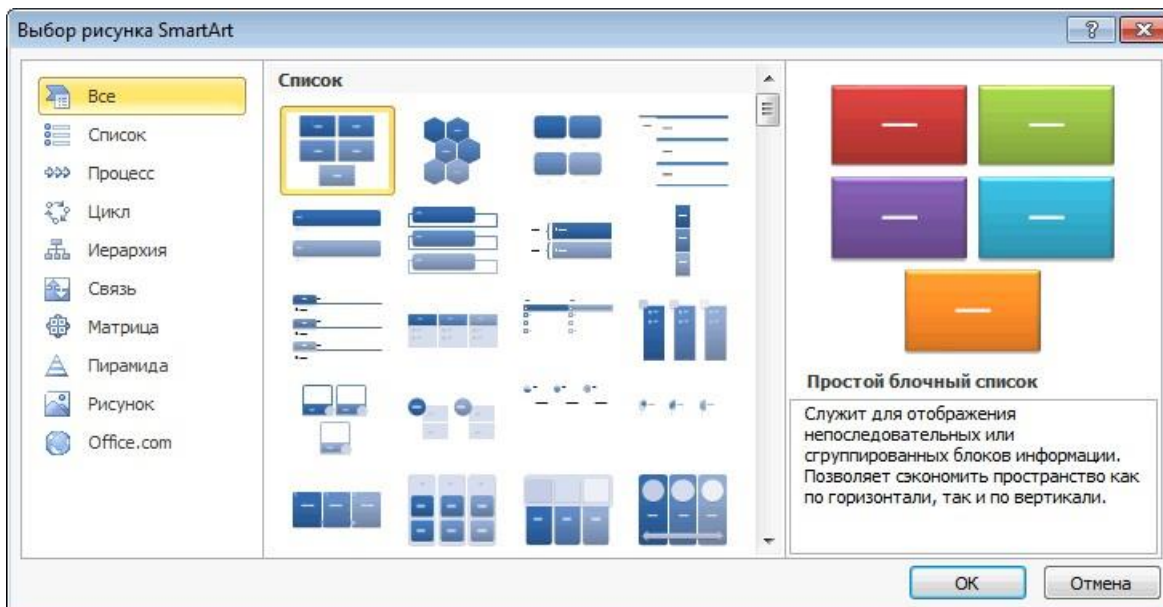 Выбор рисунка SmartArt
Все
Список
Процесс
Цикл
Иерархия
Связь
Матрица
Пирамида
Рисунок
Office.com
Список
Простой блочный список
Служит для отображения
непоследовательных или
сгруппированных блоков информации.
Позволяет сэкономить пространство как
по горизонтали, так и по вертикали.
ОК
Отмена